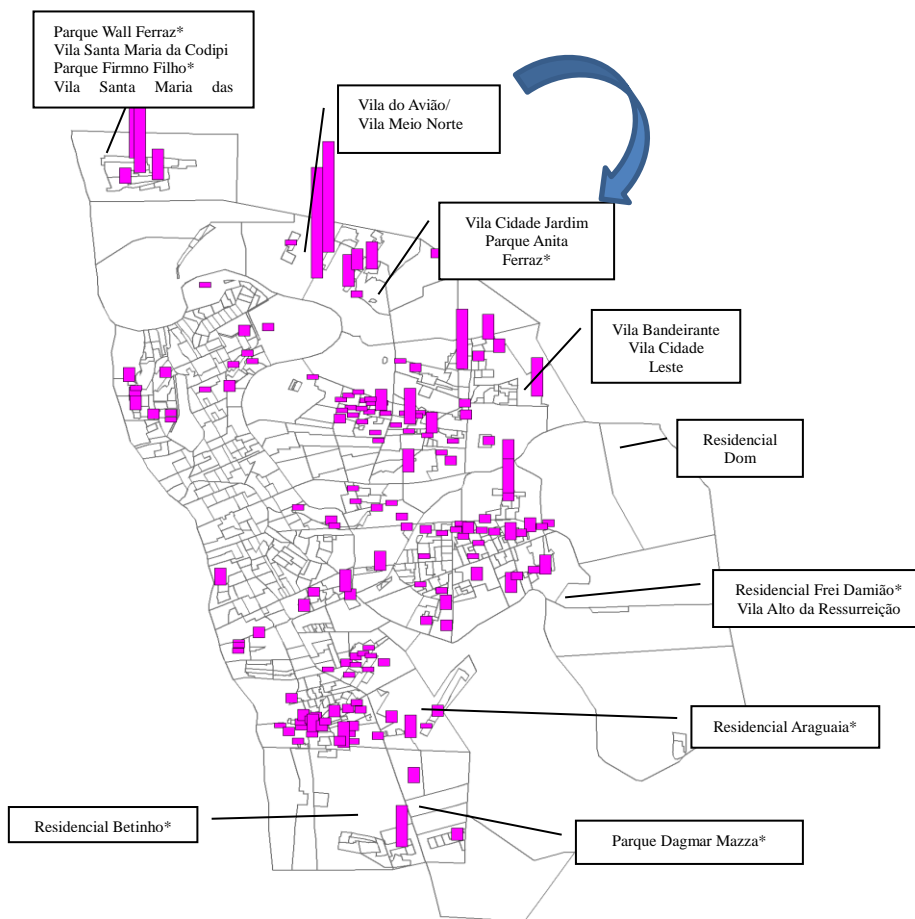 Parque Wall Ferraz*
Vila Santa Maria da Codipi
Parque Firmno Filho*
Vila Santa Maria das
Vila do Avião/
Vila Meio Norte
Vila Cidade Jardim
Parque Anita
Ferraz*
Vila Bandeirante
Vila Cidade
Leste
Residencial
Dom
Residencial Frei Damião*
Vila Alto da Ressurreição
Residencial Araguaia*
Residencial Betinho*
Parque Dagmar Mazza*